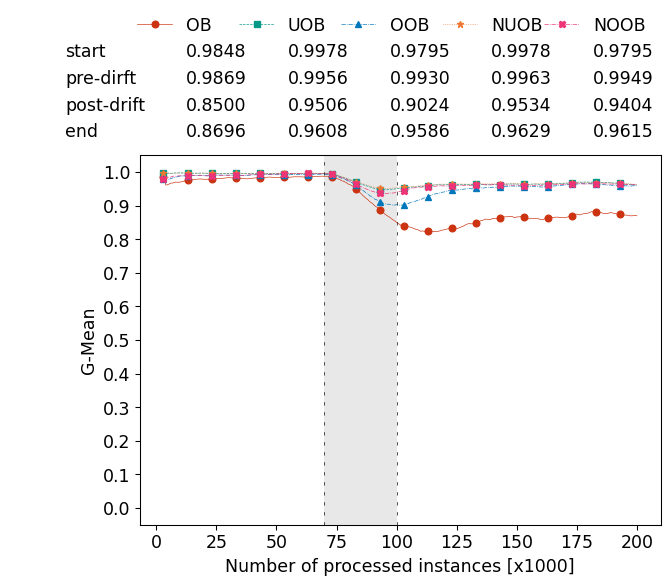 OB UOB OOB NUOB NOOB
start 0.9848 0.9978 0.9795 0.9978 0.9795
pre-dirft 0.9869 0.9956 0.9930 0.9963 0.9949
post-drift 0.8500 0.9506 0.9024 0.9534 0.9404
end 0.8696 0.9608 0.9586 0.9629 0.9615
1.0
0.9
0.8
0.7
0.6
0.5
0.4
0.3
0.2
0.1
0.0
G-Mean
0 25 50 75 100 125 150 175 200
Number of processed instances [x1000]